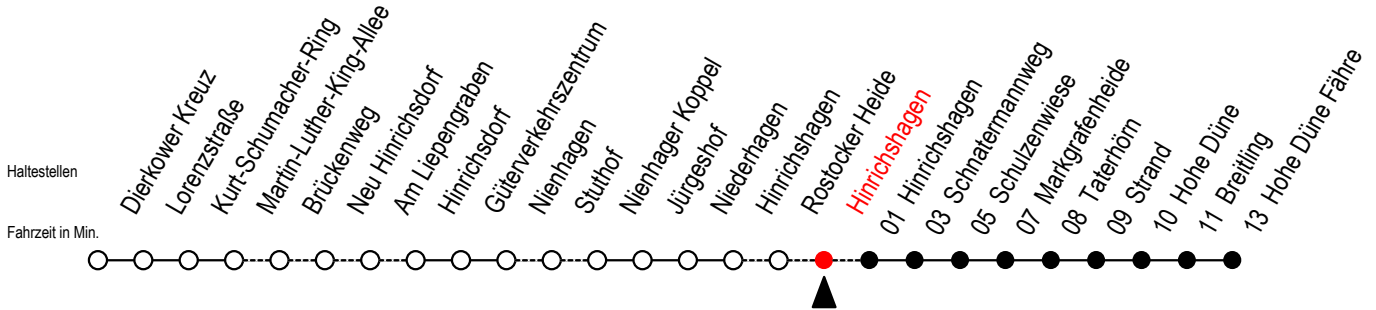 Haltestellen
Fahrzeit in Min.
Dierkower Kreuz
Lorenzstraße
Kurt-Schumacher-Ring
Martin-Luther-King-Allee
Brückenweg
Neu Hinrichsdorf
Am Liepengraben
Hinrichsdorf
Güterverkehrszentrum
Nienhagen
Stuthof
Nienhager Koppel
Jürgeshof
Niederhagen
Hinrichshagen
Rostocker Heide
Hinrichshagen
01 Hinrichshagen
03 Schnatermannweg
05 Schulzenwiese
07 Markgrafenheide
08 Taterhörn
09 Strand
10 Hohe Düne
11 Breitling
13 Hohe Düne Fähre